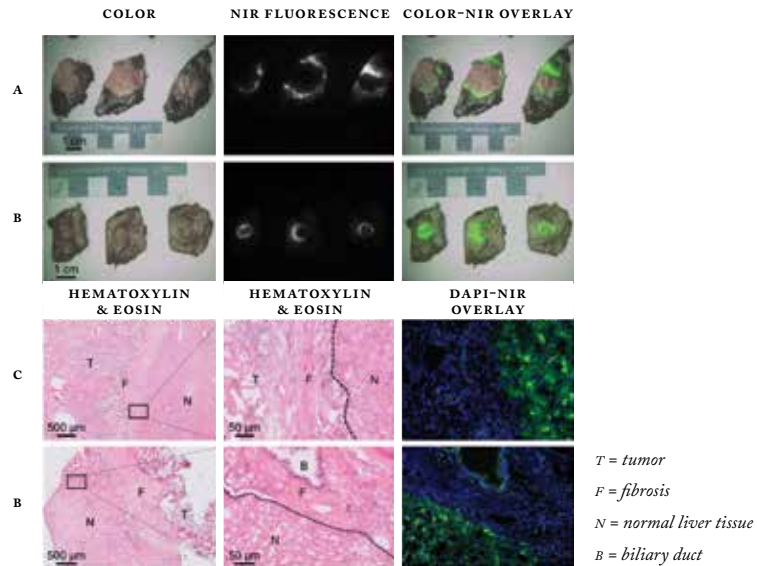 COLOR
NIR FLUORESCENCE
COLOR–NIR OVERLAY
A
1 cm
B
1 cm
HEMATOXYLIN
& EOSIN
HEMATOXYLIN
& EOSIN
DAPI–NIR
OVERLAY
C
T
F
N
500 µm
T
F
N
50 µm
B
F
T
N
500 µm
B
F
N
50 µm
T = tumor
F = fibrosis
N = normal liver tissue
B = biliary duct